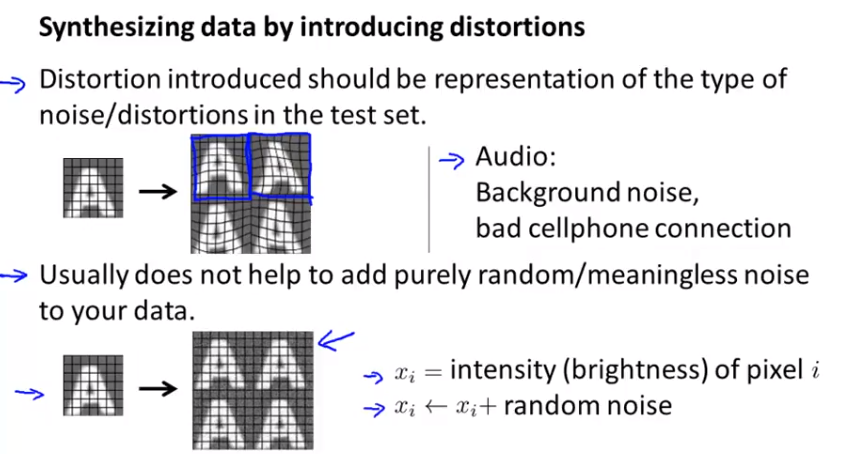 Synthesizing data by introducing distortions
Distortion introduced should be representation of the type of
noise/distortions in the test set.
Audio:
Background noise,
bad cellphone connection
Usually does not help to add purely random/meaningless noise
to your data.
x_i = intensity (brightness) of pixel i
x_i ← x_i + random noise